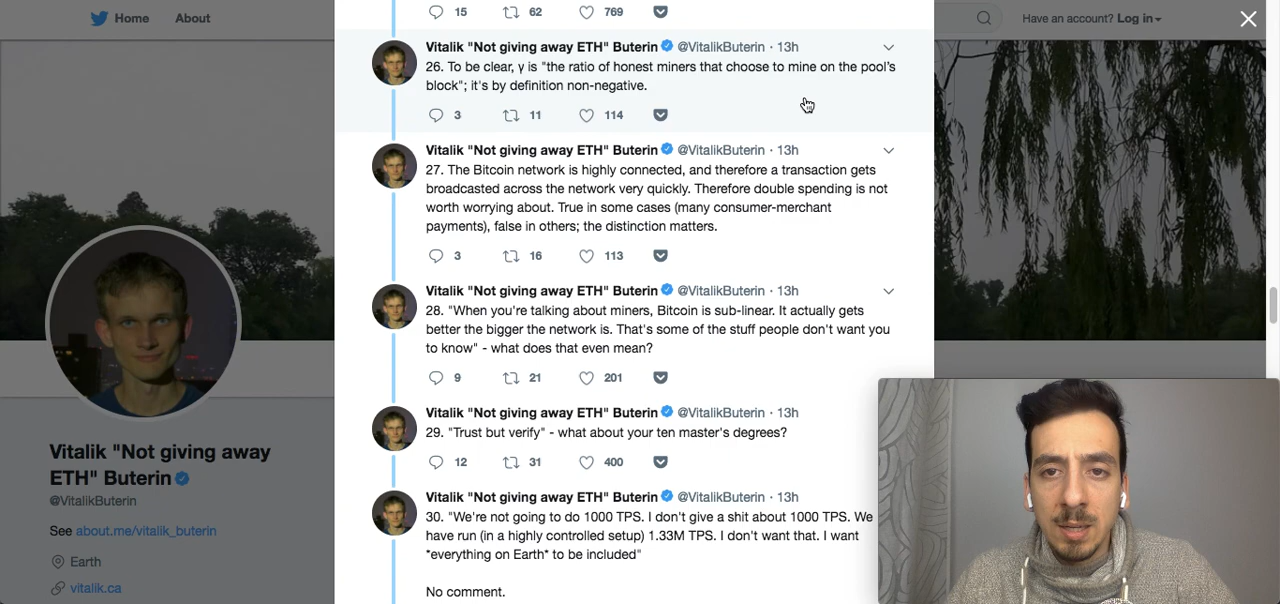 Home
About
Have an account? Log in
15 62 769
Vitalik "Not giving away ETH" Buterin @VitalikButerin · 13h
26. To be clear, γ is "the ratio of honest miners that choose to mine on the pool's
block"; it's by definition non-negative.
3 11 114
Vitalik "Not giving away ETH" Buterin @VitalikButerin · 13h
27. The Bitcoin network is highly connected, and therefore a transaction gets
broadcasted across the network very quickly. Therefore double spending is not
worth worrying about. True in some cases (many consumer-merchant
payments), false in others; the distinction matters.
3 16 113
Vitalik "Not giving away ETH" Buterin @VitalikButerin · 13h
28. "When you're talking about miners, Bitcoin is sub-linear. It actually gets
better the bigger the network is. That's some of the stuff people don't want you
to know" - what does that even mean?
9 21 201
Vitalik "Not giving away ETH" Buterin @VitalikButerin · 13h
29. "Trust but verify" - what about your ten master's degrees?
12 31 400
Vitalik "Not giving away ETH" Buterin @VitalikButerin · 13h
30. "We're not going to do 1000 TPS. I don't give a shit about 1000 TPS. We
have run (in a highly controlled setup) 1.33M TPS. I don't want that. I want
*everything on Earth* to be included"
No comment.
Vitalik "Not giving away
ETH" Buterin
@VitalikButerin
See about.me/vitalik_buterin
Earth
vitalik.ca